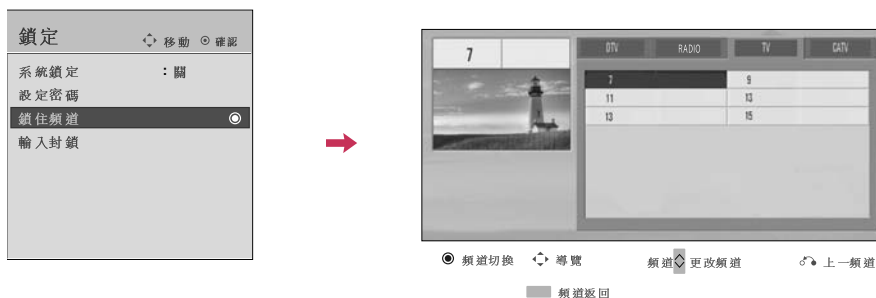 鎖定 移動 確認
系統鎖定 : 關
設定密碼
鎖住頻道
輸入封鎖
7
DTV RADIO TV CATV
7 9
11 13
13 15
頻道切換 導覽 頻道 更改頻道 上一頻道
頻道返回